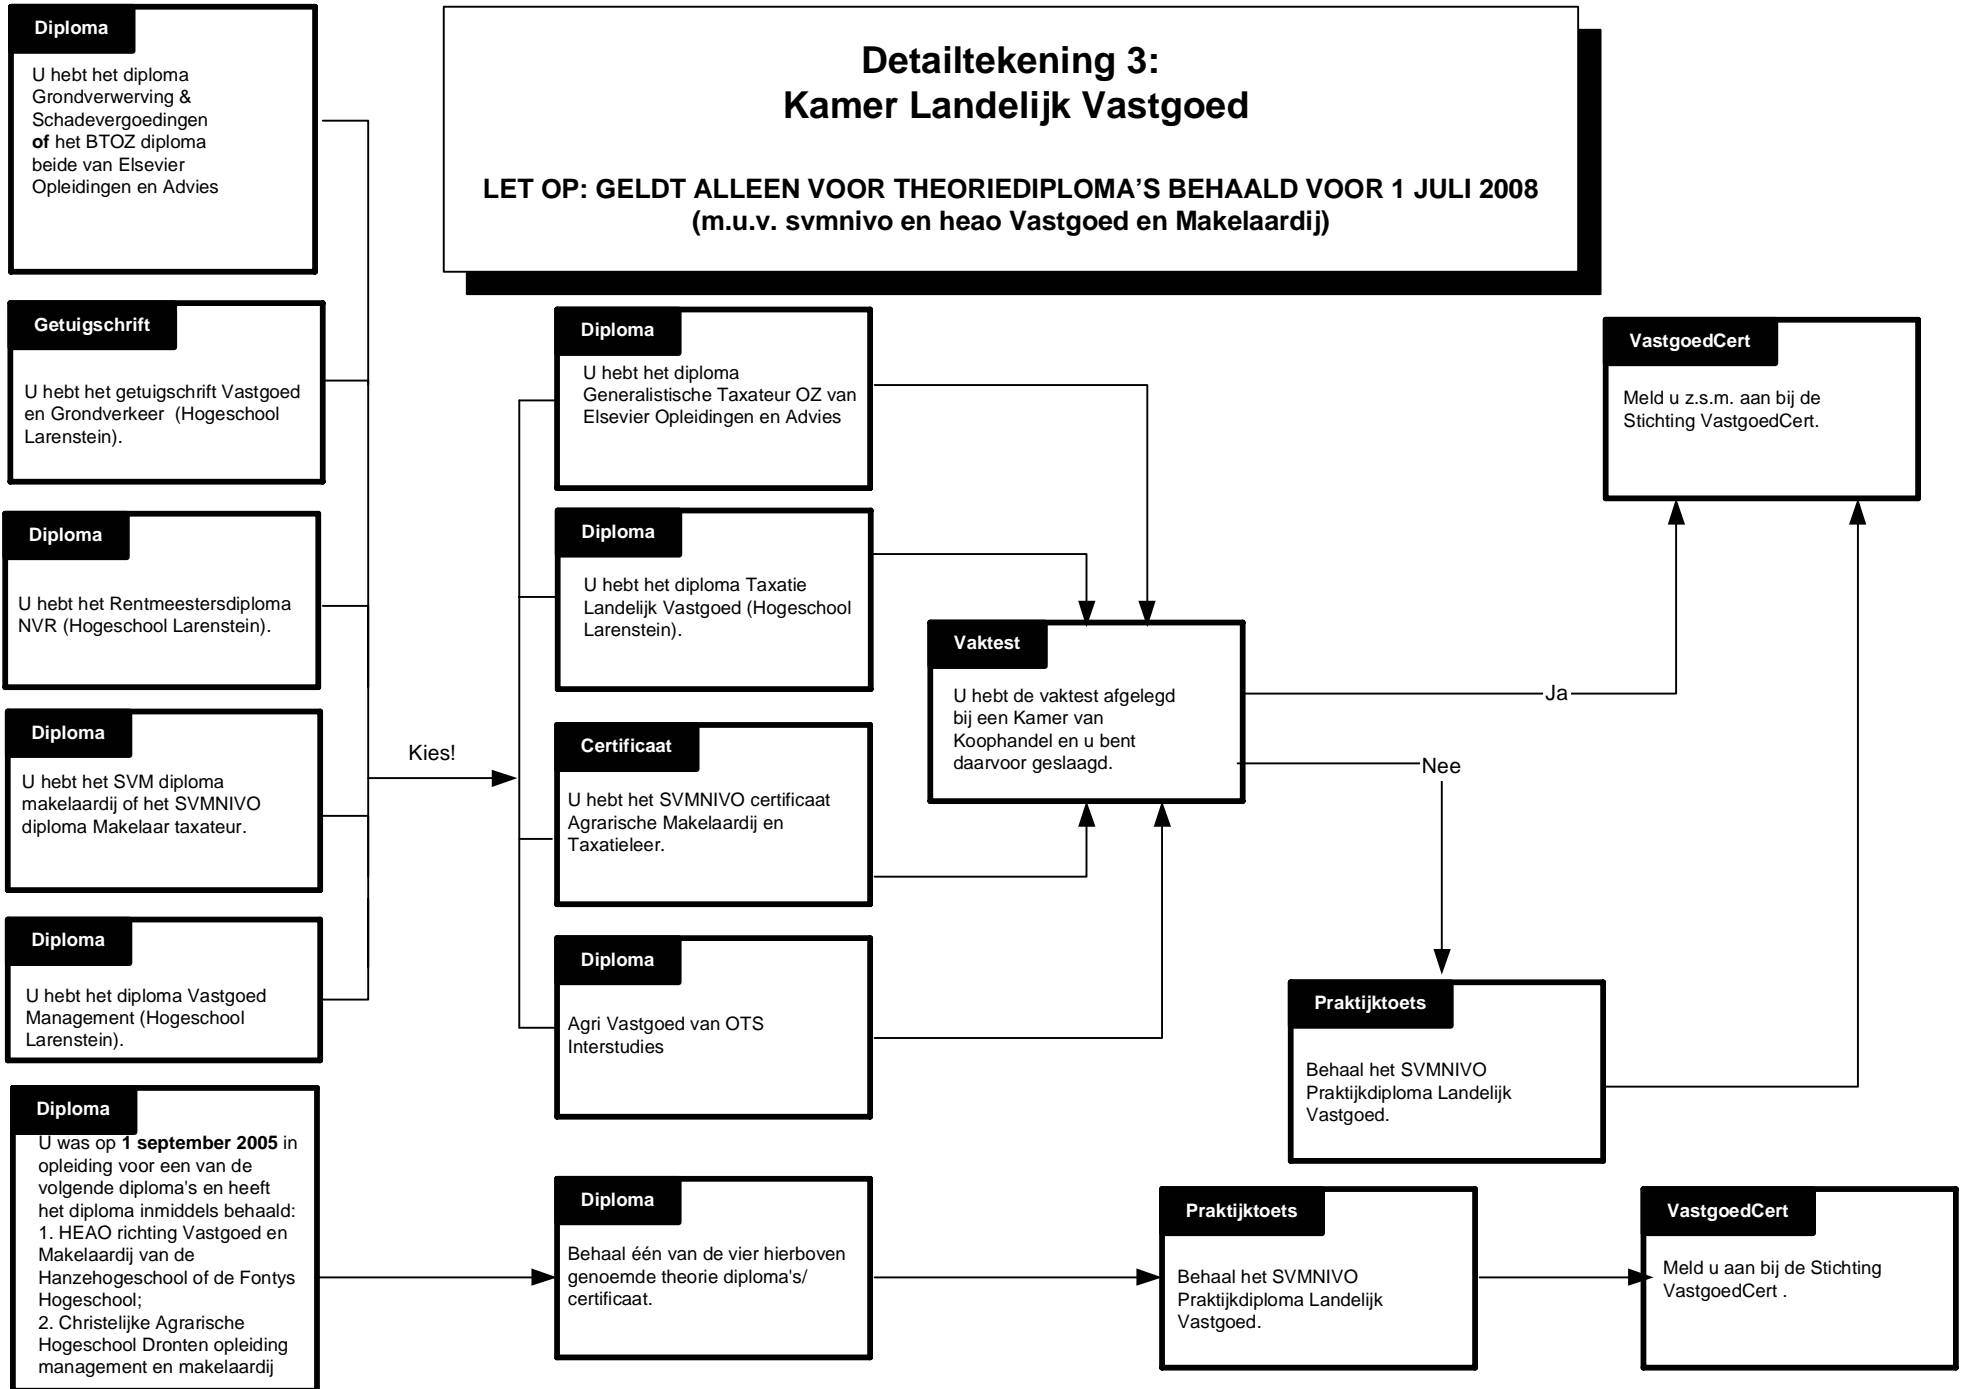 Detailtekening 3:
Kamer Landelijk Vastgoed
LET OP: GELDT ALLEEN VOOR THEORIEDIPLOMA'S BEHAALD VOOR 1 JULI 2008
(m.u.v. svmnivo en heao Vastgoed en Makelaardij)
Diploma
U hebt het diploma
Grondverwerving &
Schadevergoedingen
of het BTOZ diploma
beide van Elsevier
Opleidingen en Advies
Getuigschrift
U hebt het getuigschrift Vastgoed
en Grondverkeer (Hogeschool
Larenstein).
Diploma
U hebt het Rentmeestersdiploma
NVR (Hogeschool Larenstein).
Diploma
U hebt het SVM diploma
makelaardij of het SVMNIVO
diploma Makelaar taxateur.
Diploma
U hebt het diploma Vastgoed
Management (Hogeschool
Larenstein).
Kies!
Diploma
U hebt het diploma
Generalistische Taxateur OZ van
Elsevier Opleidingen en Advies
Diploma
U hebt het diploma Taxatie
Landelijk Vastgoed (Hogeschool
Larenstein).
Certificaat
U hebt het SVMNIVO certificaat
Agrarische Makelaardij en
Taxatieleer.
Diploma
Agri Vastgoed van OTS
Interstudies
Vaktest
U hebt de vaktest afgelegd
bij een Kamer van
Koophandel en u bent
daarvoor geslaagd.
Ja
Nee
VastgoedCert
Meld u z.s.m. aan bij de
Stichting VastgoedCert.
Praktijktoets
Behaal het SVMNIVO
Praktijkdiploma Landelijk
Vastgoed.
Diploma
U was op 1 september 2005 in
opleiding voor een van de
volgende diploma's en heeft
het diploma inmiddels behaald:
1. HEAO richting Vastgoed en
Makelaardij van de
Hanzehogeschool of de Fontys
Hogeschool;
2. Christelijke Agrarische
Hogeschool Dronten opleiding
management en makelaardij
Diploma
Behaal één van de vier hierboven
genoemde theorie diploma's/
certificaat.
Praktijktoets
Behaal het SVMNIVO
Praktijkdiploma Landelijk
Vastgoed.
VastgoedCert
Meld u aan bij de Stichting
VastgoedCert .